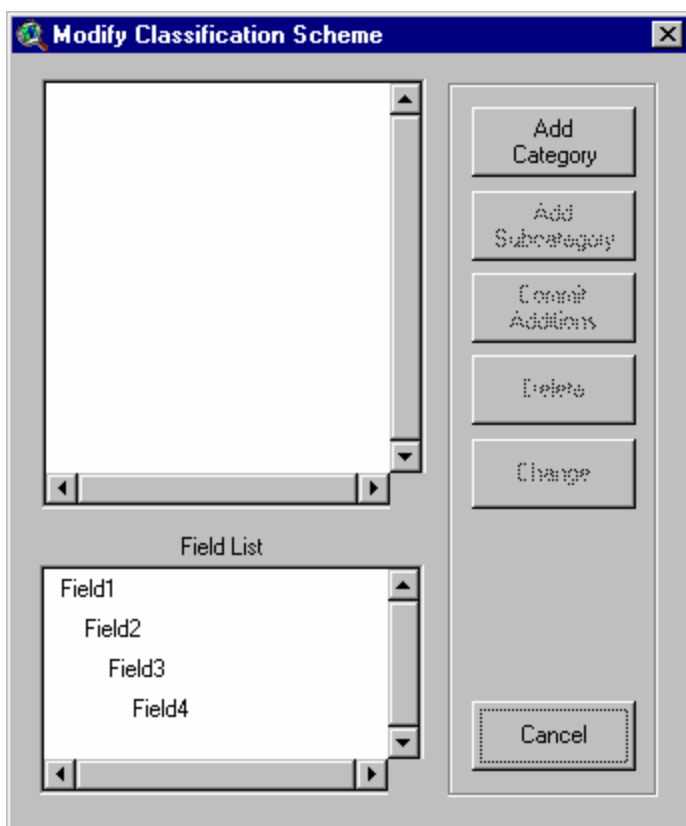 Modify Classification Scheme
Add
Category
Add
Subcategory
Commit
Additions
Delete
Change
Field List
Field1
Field2
Field3
Field4
Cancel